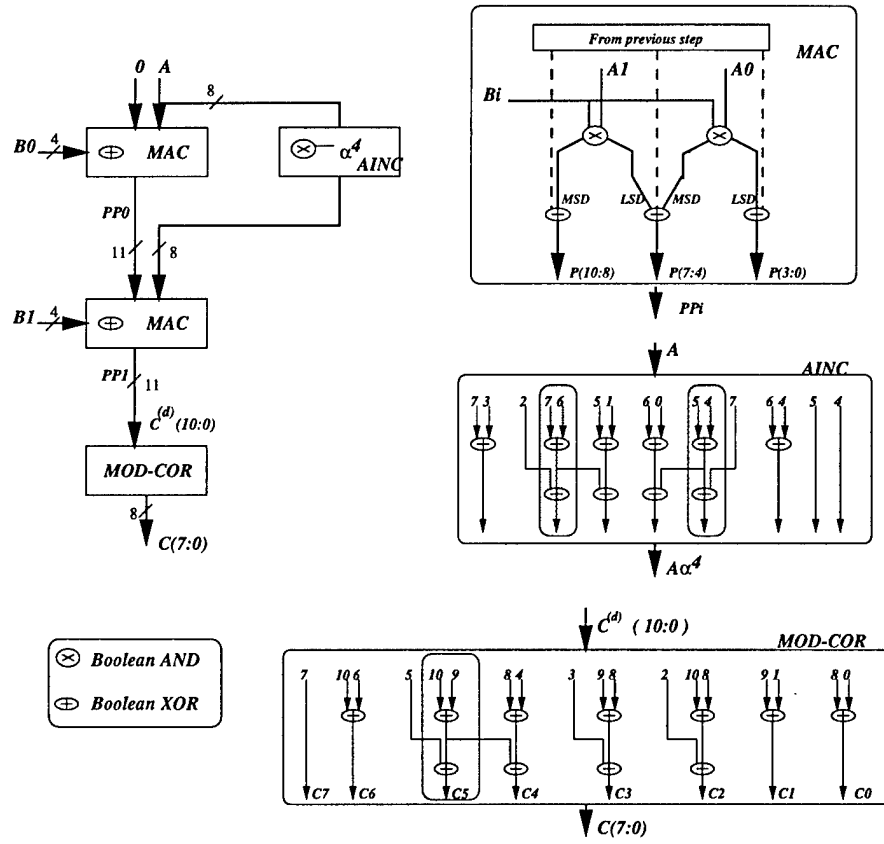 0 A
8
B0 4
MAC
α4
AINC
PP0
11
8
B1 4
MAC
PP1
11
C(d) (10:0)
MOD-COR
8
C(7:0)
Boolean AND
Boolean XOR
From previous step
MAC
A1
A0
Bi
MSD
LSD
MSD
LSD
P(10:8)
P(7:4)
P(3:0)
PPi
A
AINC
7 3 2 7 6 5 1 6 0 5 4 7 6 4 5 4
Aα4
C(d) (10:0)
MOD-COR
7 10 6 5 10 9 8 4 3 9 8 2 10 8 9 1 8 0
C7 C6 C5 C4 C3 C2 C1 C0
C(7:0)